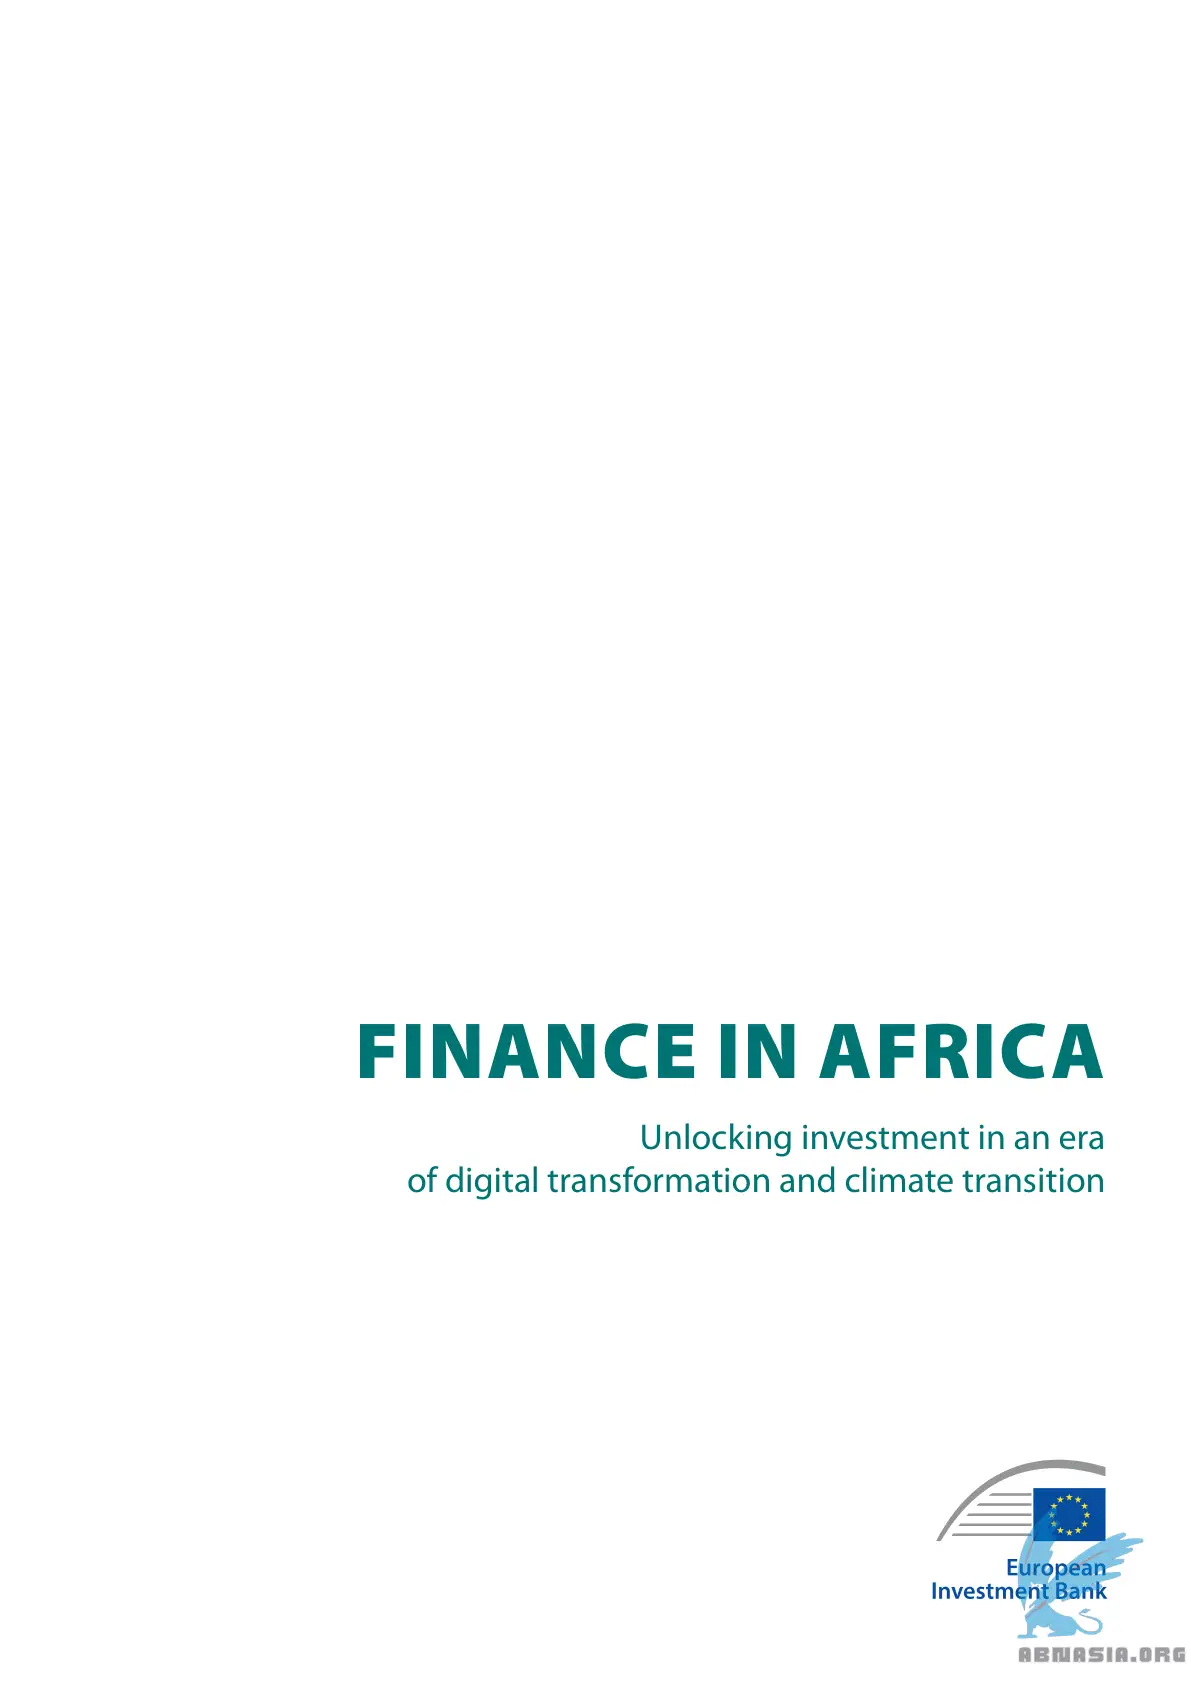 FINANCE IN AFRICA
Unlocking investment in an era
of digital transformation and climate transition
European
Investment Bank
ABNASIA.ORG